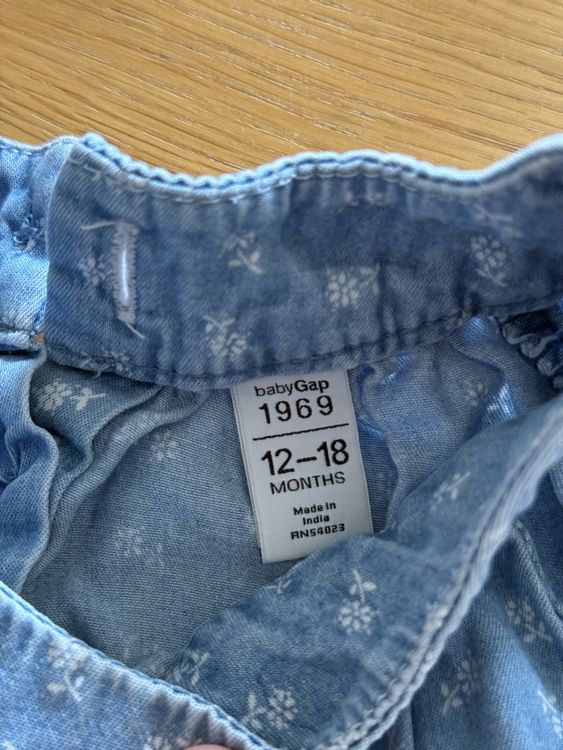 babyGap
1969
12–18
MONTHS
Made in
India
RN54023